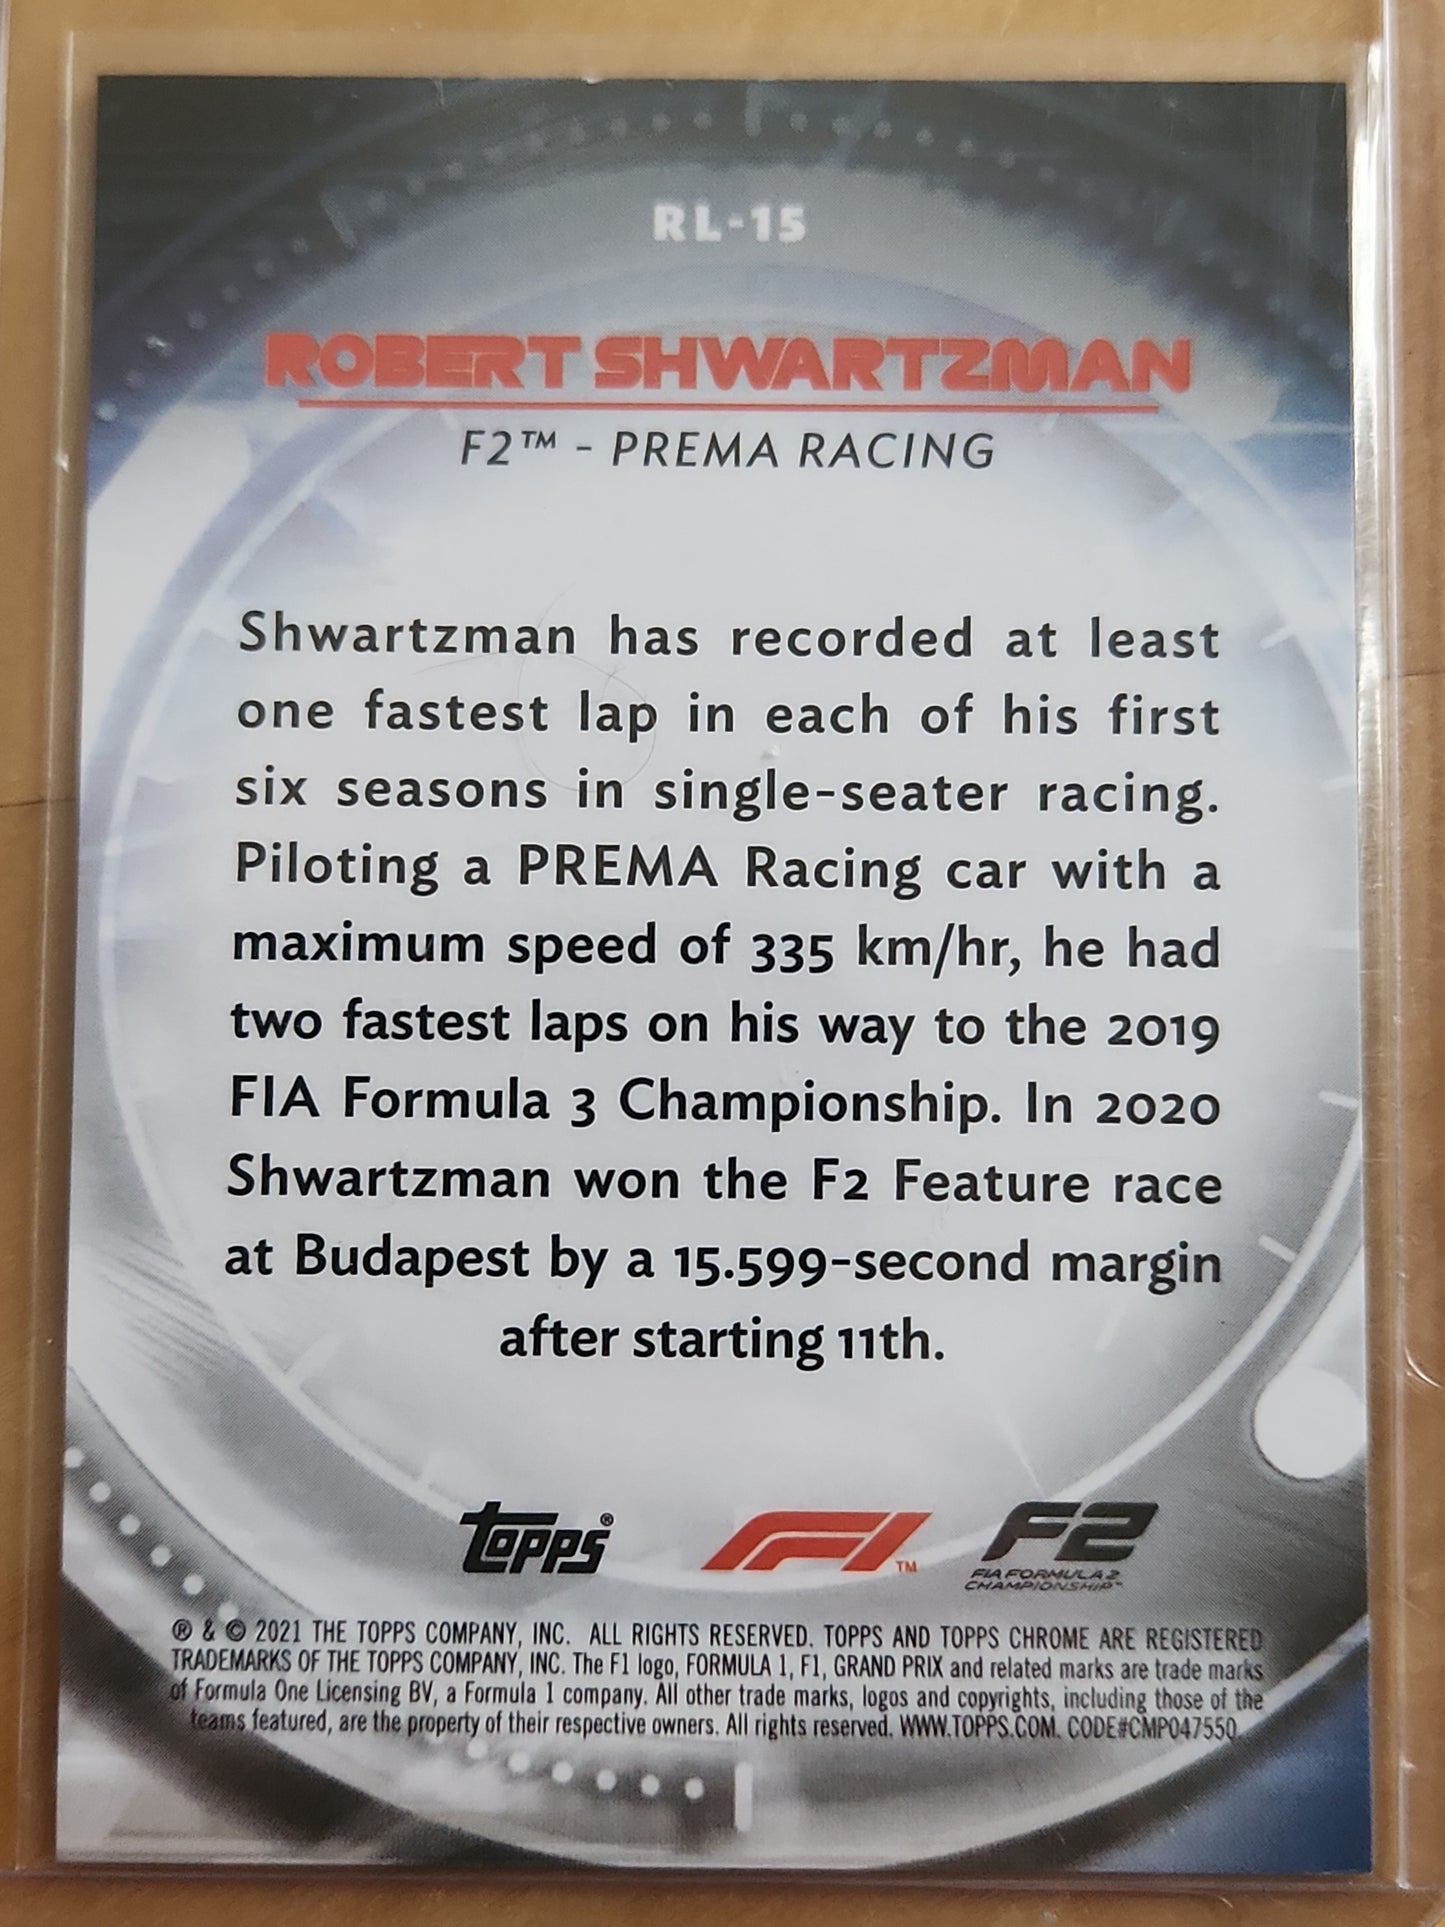 RL-15
ROBERT SHWARTZMAN
F2™ - PREMA RACING
Shwartzman has recorded at least
one fastest lap in each of his first
six seasons in single-seater racing.
Piloting a PREMA Racing car with a
maximum speed of 335 km/hr, he had
two fastest laps on his way to the 2019
FIA Formula 3 Championship. In 2020
Shwartzman won the F2 Feature race
at Budapest by a 15.599-second margin
after starting 11th.
topps® F1™ F2
FIA FORMULA 2
CHAMPIONSHIP™
® & © 2021 THE TOPPS COMPANY, INC. ALL RIGHTS RESERVED. TOPPS AND TOPPS CHROME ARE REGISTERED
TRADEMARKS OF THE TOPPS COMPANY, INC. The F1 logo, FORMULA 1, F1, GRAND PRIX and related marks are trade marks
of Formula One Licensing BV, a Formula 1 company. All other trade marks, logos and copyrights, including those of the
teams featured, are the property of their respective owners. All rights reserved. WWW.TOPPS.COM. CODE#CMP047550